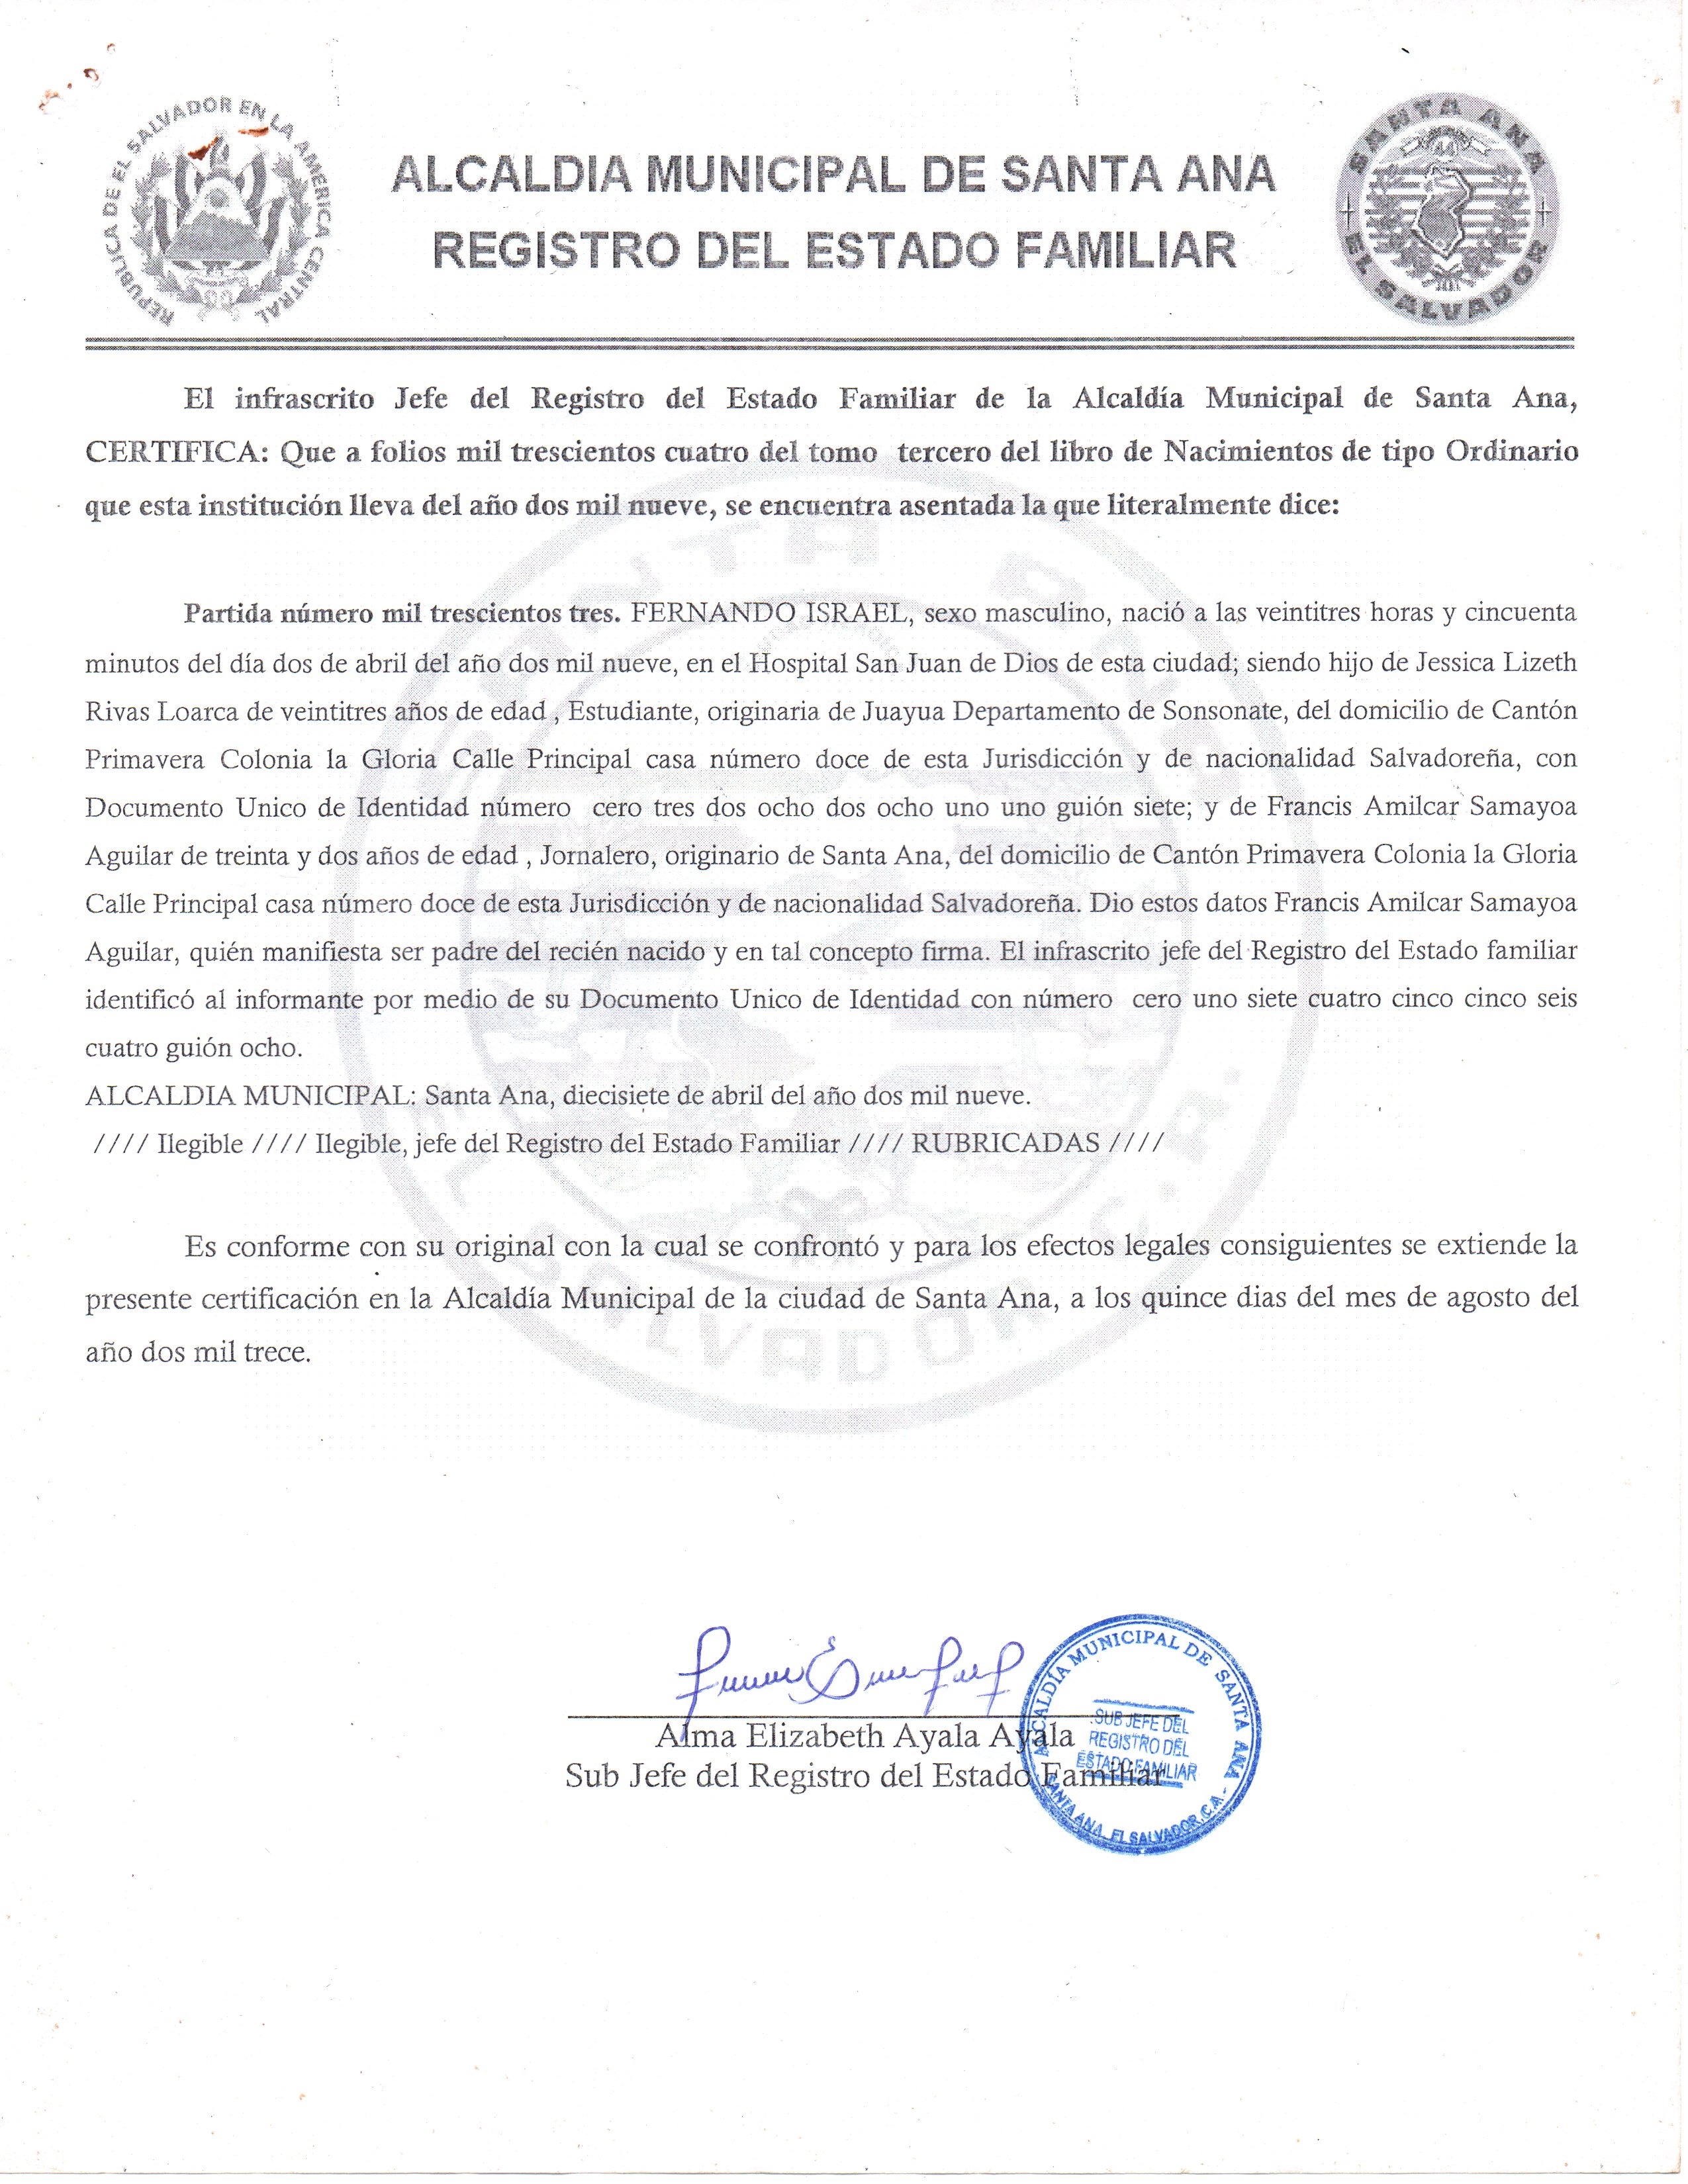 REPUBLICA DE EL SALVADOR EN LA AMERICA CENTRAL
ALCALDIA MUNICIPAL DE SANTA ANA
REGISTRO DEL ESTADO FAMILIAR
SANTA ANA
EL SALVADOR
El infrascrito Jefe del Registro del Estado Familiar de la Alcaldía Municipal de Santa Ana,
CERTIFICA: Que a folios mil trescientos cuatro del tomo tercero del libro de Nacimientos de tipo Ordinario
que esta institución lleva del año dos mil nueve, se encuentra asentada la que literalmente dice:
Partida número mil trescientos tres. FERNANDO ISRAEL, sexo masculino, nació a las veintitres horas y cincuenta
minutos del día dos de abril del año dos mil nueve, en el Hospital San Juan de Dios de esta ciudad; siendo hijo de Jessica Lizeth
Rivas Loarca de veintitres años de edad , Estudiante, originaria de Juayua Departamento de Sonsonate, del domicilio de Cantón
Primavera Colonia la Gloria Calle Principal casa número doce de esta Jurisdicción y de nacionalidad Salvadoreña, con
Documento Unico de Identidad número cero tres dos ocho dos ocho uno uno guión siete; y de Francis Amilcar Samayoa
Aguilar de treinta y dos años de edad , Jornalero, originario de Santa Ana, del domicilio de Cantón Primavera Colonia la Gloria
Calle Principal casa número doce de esta Jurisdicción y de nacionalidad Salvadoreña. Dio estos datos Francis Amilcar Samayoa
Aguilar, quién manifiesta ser padre del recién nacido y en tal concepto firma. El infrascrito jefe del Registro del Estado familiar
identificó al informante por medio de su Documento Unico de Identidad con número cero uno siete cuatro cinco cinco seis
cuatro guión ocho.
ALCALDIA MUNICIPAL: Santa Ana, diecisiete de abril del año dos mil nueve.
//// Ilegible //// Ilegible, jefe del Registro del Estado Familiar //// RUBRICADAS ////
Es conforme con su original con la cual se confrontó y para los efectos legales consiguientes se extiende la
presente certificación en la Alcaldía Municipal de la ciudad de Santa Ana, a los quince dias del mes de agosto del
año dos mil trece.
Alma Elizabeth Ayala Ayala
Sub Jefe del Registro del Estado Familiar
ALCALDÍA MUNICIPAL DE SANTA ANA
SUB JEFE DEL
REGISTRO DEL
ESTADO FAMILIAR
SANTA ANA, EL SALVADOR, C.A.